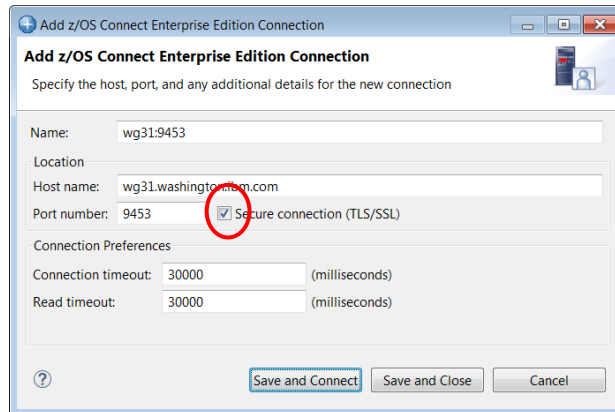 Add z/OS Connect Enterprise Edition Connection
Add z/OS Connect Enterprise Edition Connection
Specify the host, port, and any additional details for the new connection
Name: wg31:9453
Location
Host name: wg31.washington.ibm.com
Port number: 9453 Secure connection (TLS/SSL)
Connection Preferences
Connection timeout: 30000 (milliseconds)
Read timeout: 30000 (milliseconds)
? Save and Connect Save and Close Cancel